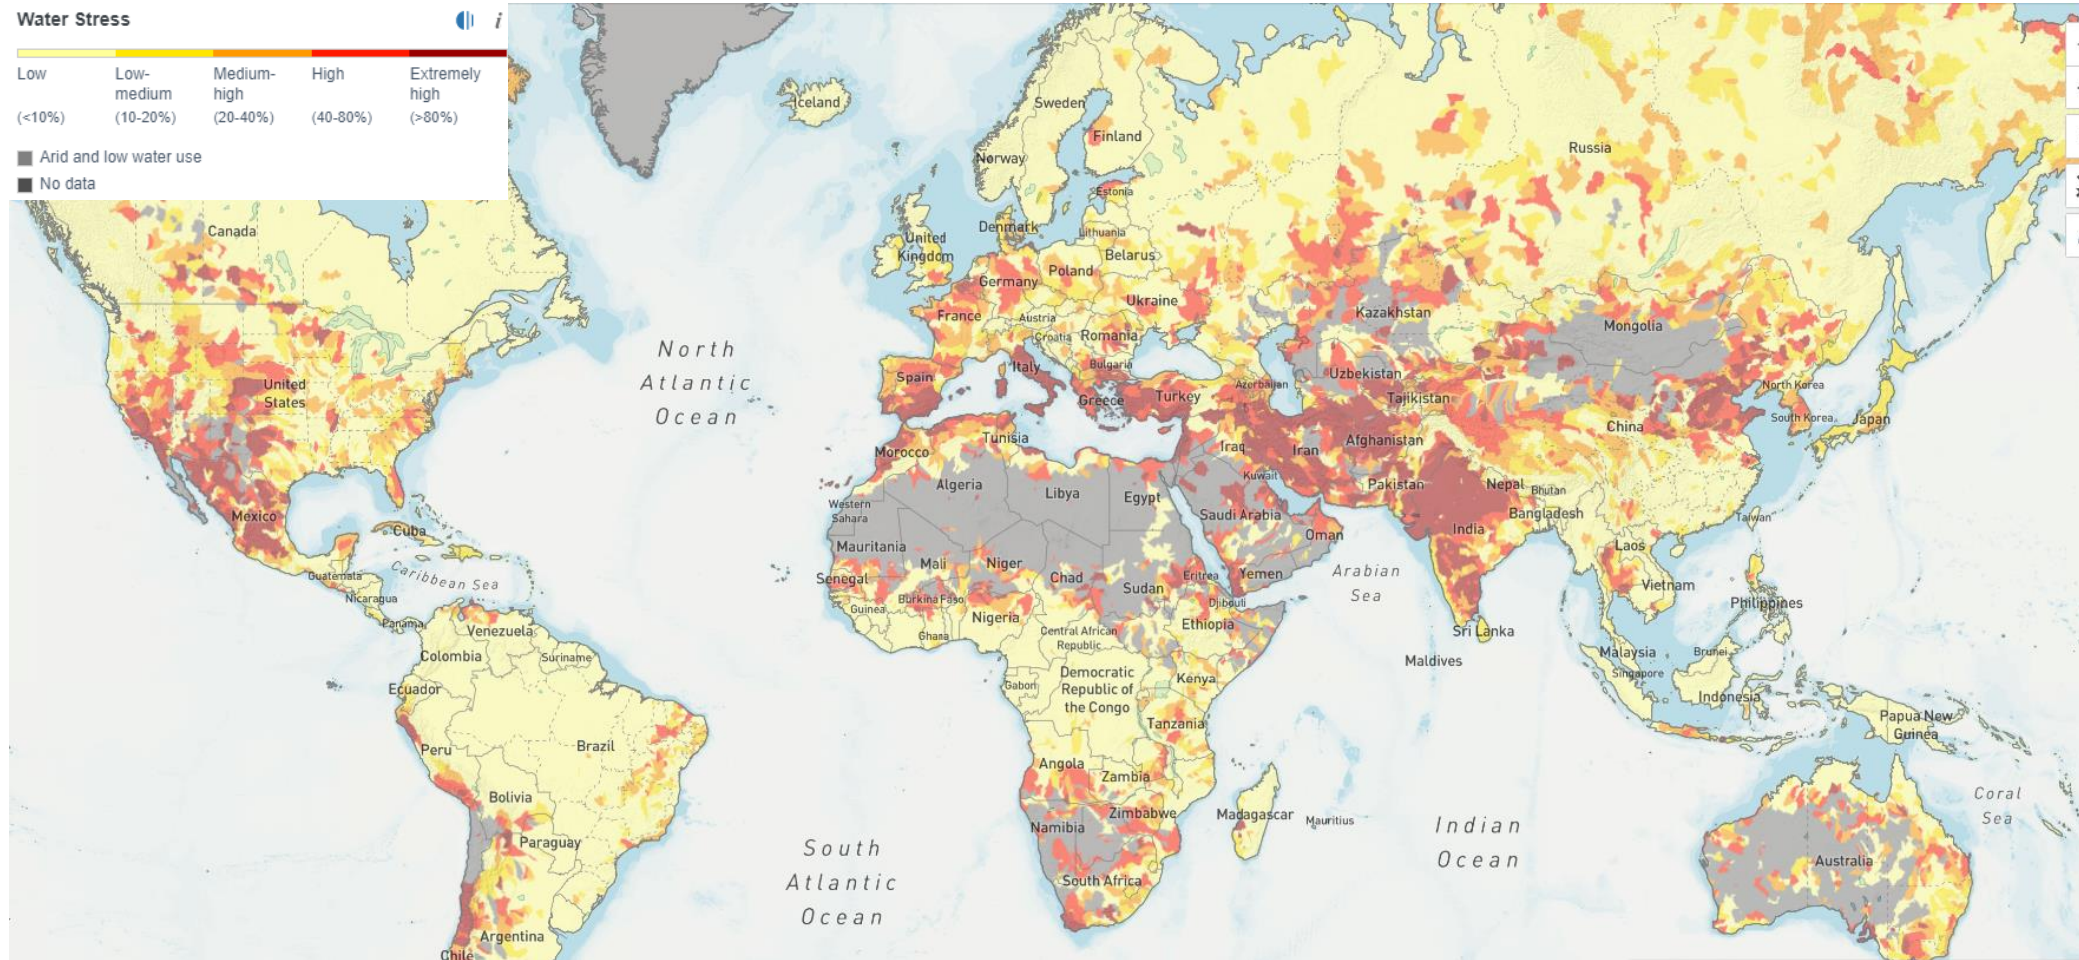 Water Stress
i
Low
Low-
medium
Medium-
high
High
Extremely
high
(<10%)
(10-20%)
(20-40%)
(40-80%)
(>80%)
Arid and low water use
No data
Iceland
Sweden
Finland
Norway
Russia
Estonia
Canada
United
Kingdom
Denmark
Lithuania
Belarus
Germany
Poland
Ukraine
France
Austria
Croatia
Romania
Kazakhstan
Mongolia
North
Atlantic
Ocean
United
States
Spain
Italy
Bulgaria
Greece
Turkey
Azerbaijan
Uzbekistan
Tajikistan
North Korea
South Korea
Japan
China
Tunisia
Morocco
Iraq
Iran
Afghanistan
Kuwait
Pakistan
Nepal
Bhutan
Algeria
Libya
Egypt
Western
Sahara
Saudi Arabia
Bangladesh
Taiwan
Mexico
Cuba
India
Oman
Laos
Mauritania
Mali
Niger
Chad
Sudan
Eritrea
Yemen
Arabian
Sea
Guatemala
Caribbean Sea
Senegal
Vietnam
Nicaragua
Guinea
Burkina Faso
Djibouti
Philippines
Panama
Venezuela
Nigeria
Ghana
Central African
Republic
Ethiopia
Sri Lanka
Colombia
Suriname
Maldives
Malaysia
Brunei
Singapore
Ecuador
Gabon
Democratic
Republic of
the Congo
Kenya
Indonesia
Peru
Brazil
Tanzania
Papua New
Guinea
Angola
Zambia
Bolivia
Zimbabwe
Madagascar
Mauritius
Indian
Ocean
Coral
Sea
Namibia
Paraguay
South
Atlantic
Ocean
Australia
South Africa
Argentina
Chile